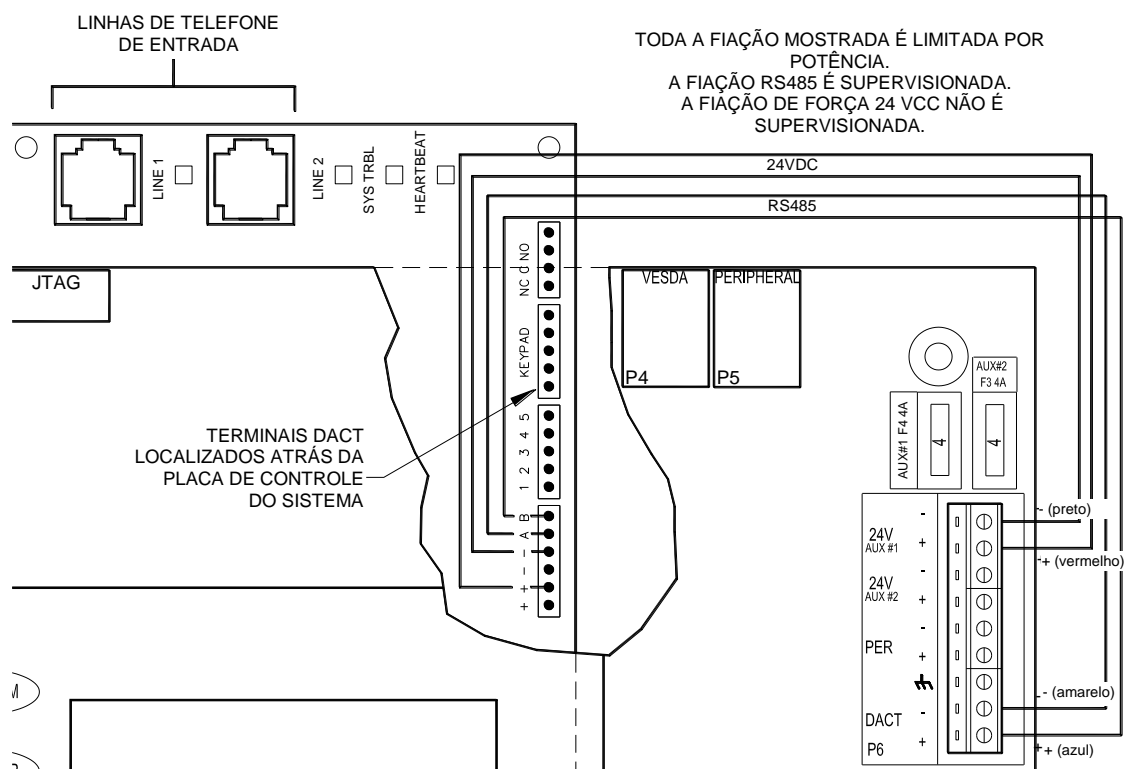 LINHAS DE TELEFONE
DE ENTRADA
TODA A FIAÇÃO MOSTRADA É LIMITADA POR
POTÊNCIA.
A FIAÇÃO RS485 É SUPERVISIONADA.
A FIAÇÃO DE FORÇA 24 VCC NÃO É
SUPERVISIONADA.
LINE 1
LINE 2
SYS TRBL
HEARTBEAT
24VDC
RS485
JTAG
NC C NO
KEYPAD
1 2 3 4 5
+ + - - A B
TERMINAIS DACT
LOCALIZADOS ATRÁS DA
PLACA DE CONTROLE
DO SISTEMA
VESDA
P4
PERIPHERAL
P5
AUX#2
F3 4A
AUX#1 F4 4A
4
4
-
24V
AUX #1
+
-
24V
AUX #2
+
-
PER
+
-
DACT
P6
+
- (preto)
+ (vermelho)
- (amarelo)
+ (azul)
M